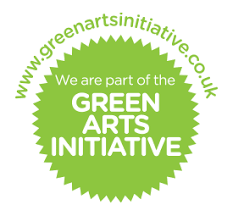 www.greenartsinitiative.co.uk
We are part of the
GREEN
ARTS
INITIATIVE